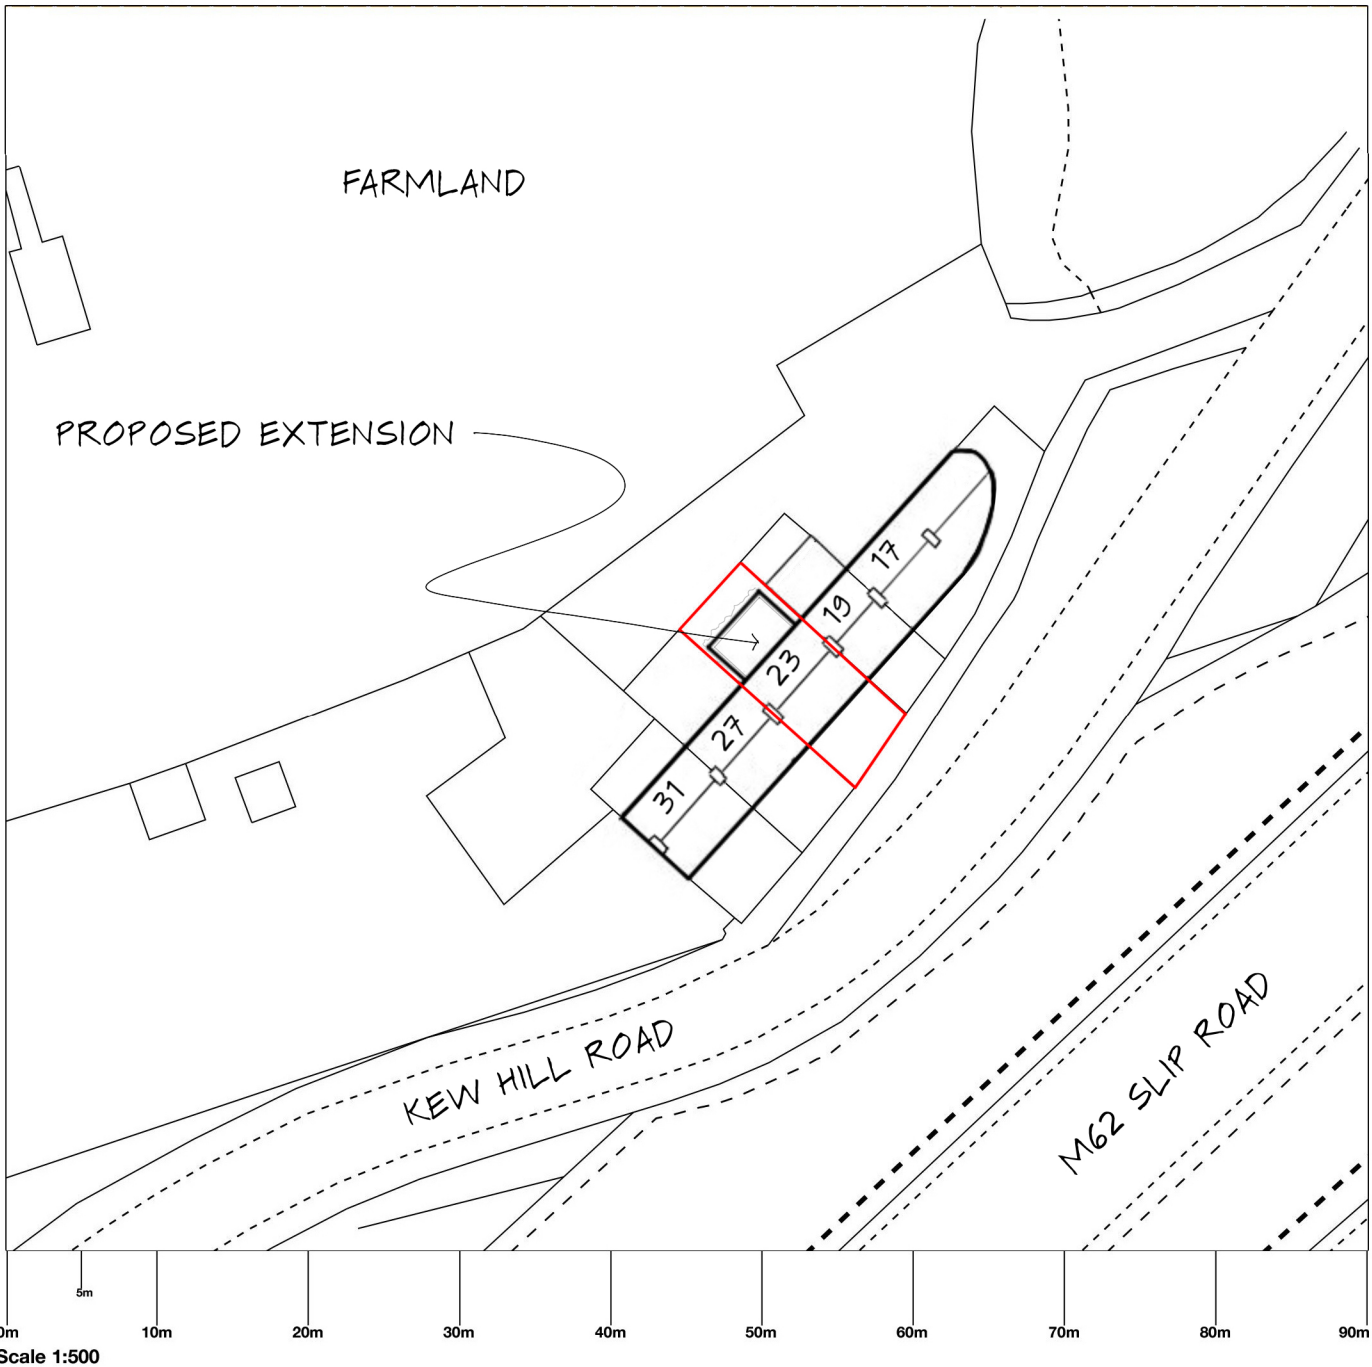 FARMLAND
PROPOSED EXTENSION
17
19
23
27
31
KEW HILL ROAD
M62 SLIP ROAD
5m
0m 10m 20m 30m 40m 50m 60m 70m 80m 90m
Scale 1:500